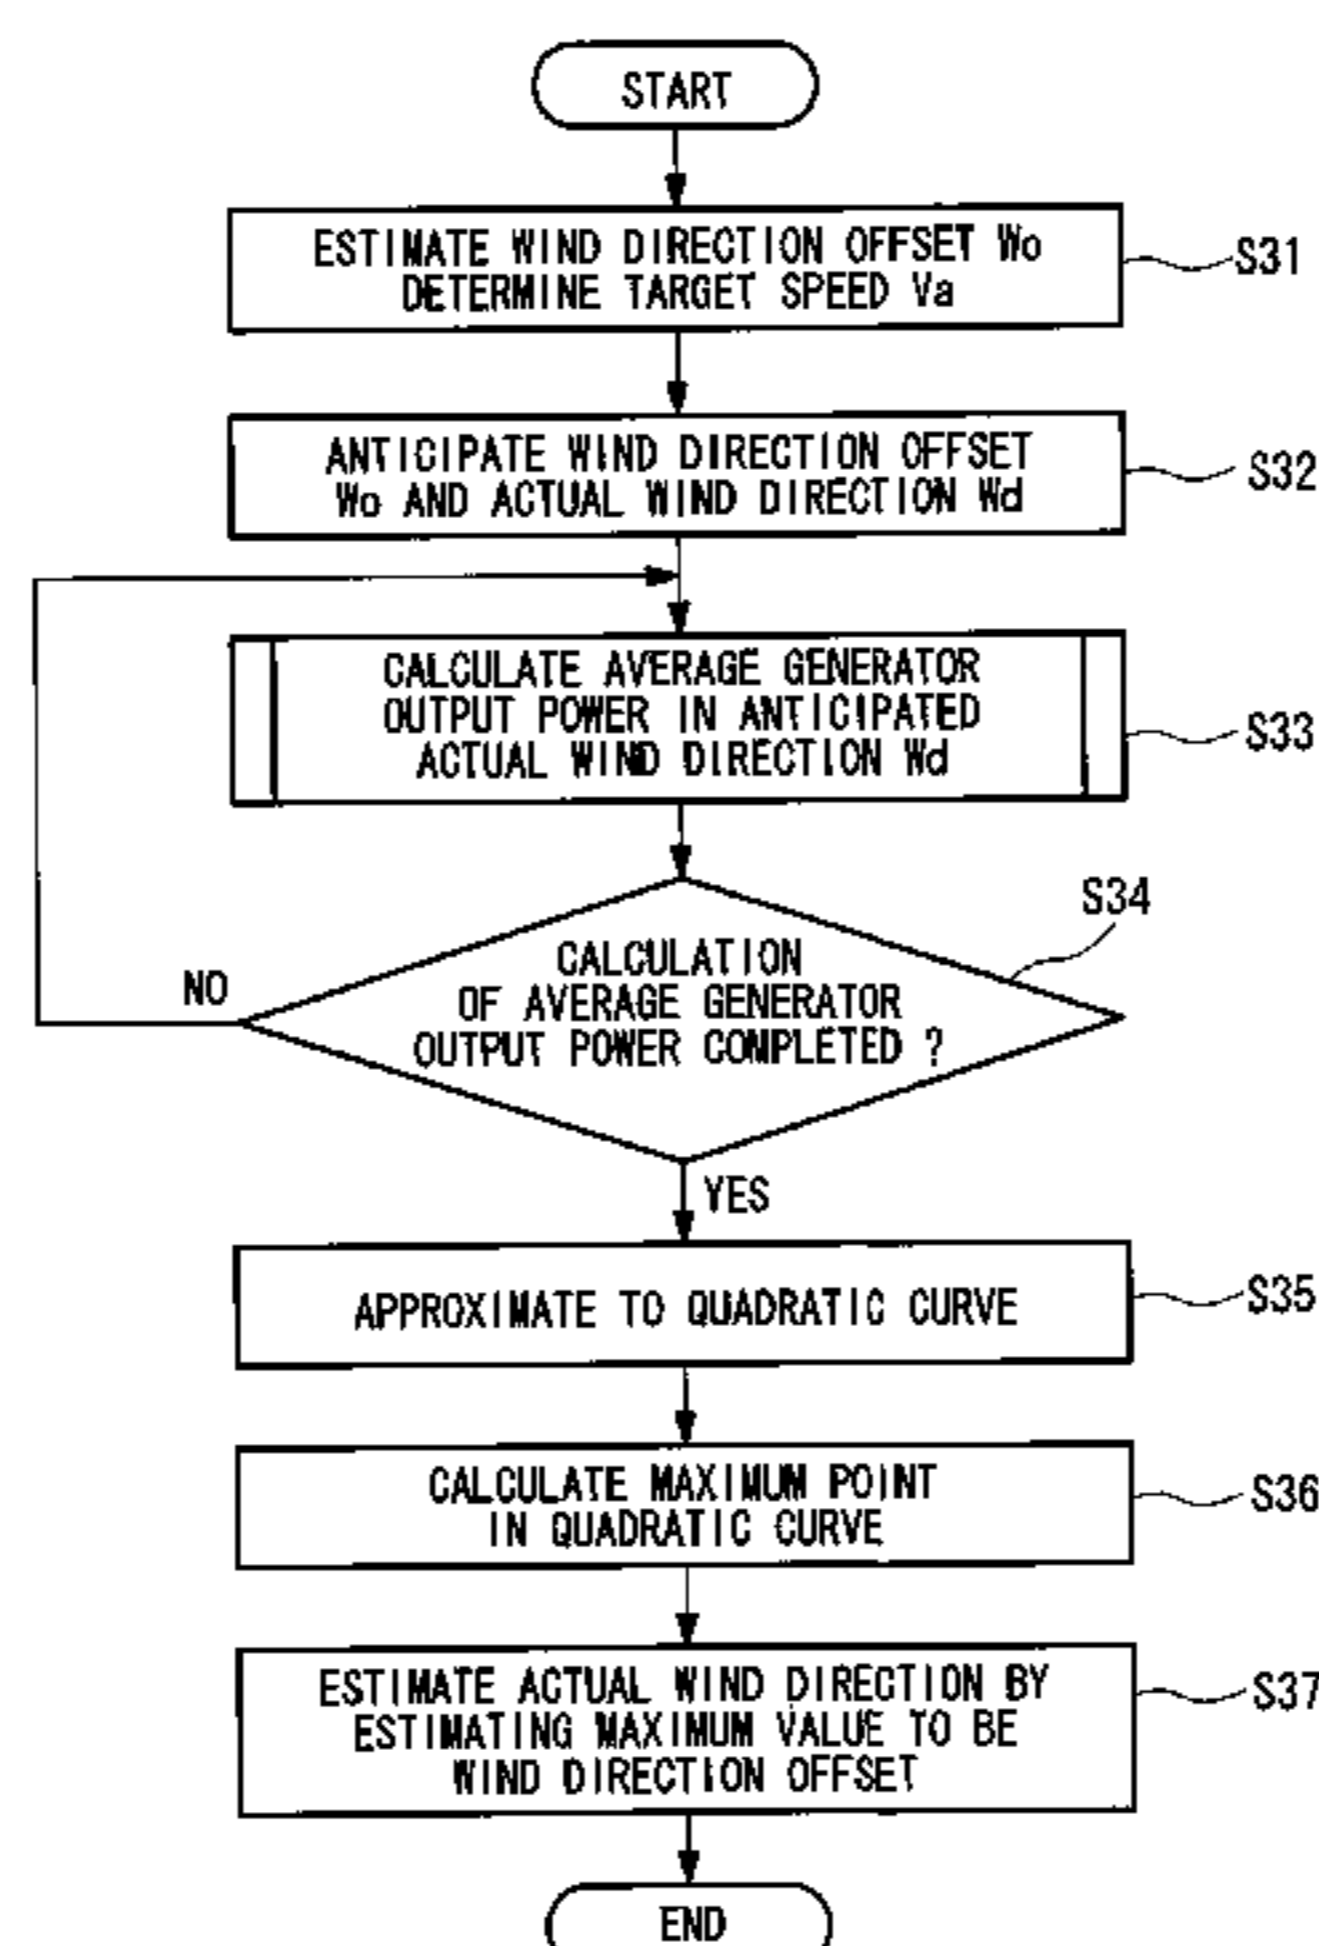 START
ESTIMATE WIND DIRECTION OFFSET Wo
DETERMINE TARGET SPEED Va
S31
ANTICIPATE WIND DIRECTION OFFSET
Wo AND ACTUAL WIND DIRECTION Wd
S32
CALCULATE AVERAGE GENERATOR
OUTPUT POWER IN ANTICIPATED
ACTUAL WIND DIRECTION Wd
S33
S34
CALCULATION
OF AVERAGE GENERATOR
OUTPUT POWER COMPLETED ?
NO
YES
APPROXIMATE TO QUADRATIC CURVE
S35
CALCULATE MAXIMUM POINT
IN QUADRATIC CURVE
S36
ESTIMATE ACTUAL WIND DIRECTION BY
ESTIMATING MAXIMUM VALUE TO BE
WIND DIRECTION OFFSET
S37
END